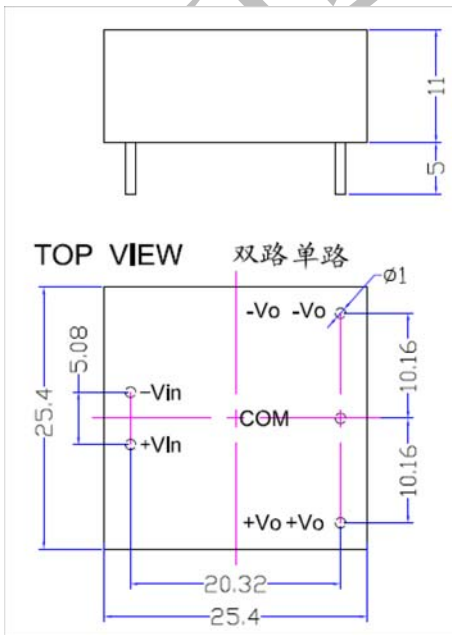 11
5
TOP VIEW 双路单路
-Vo -Vo
ø1
5.08
10.16
25.4
-Vin
COM
+VIn
10.16
+Vo +Vo
20.32
25.4